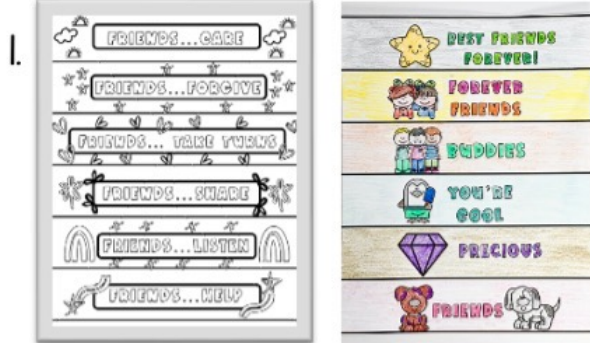 1.
FRIENDS...CARE
FRIENDS...FORGIVE
FRIENDS... TAKE TURNS
FRIENDS...SHARE
FRIENDS...LISTEN
FRIENDS...HELP
BEST FRIENDS
FOREVER!
FOREVER
FRIENDS
BUDDIES
YOU'RE
COOL
PRECIOUS
FRIENDS